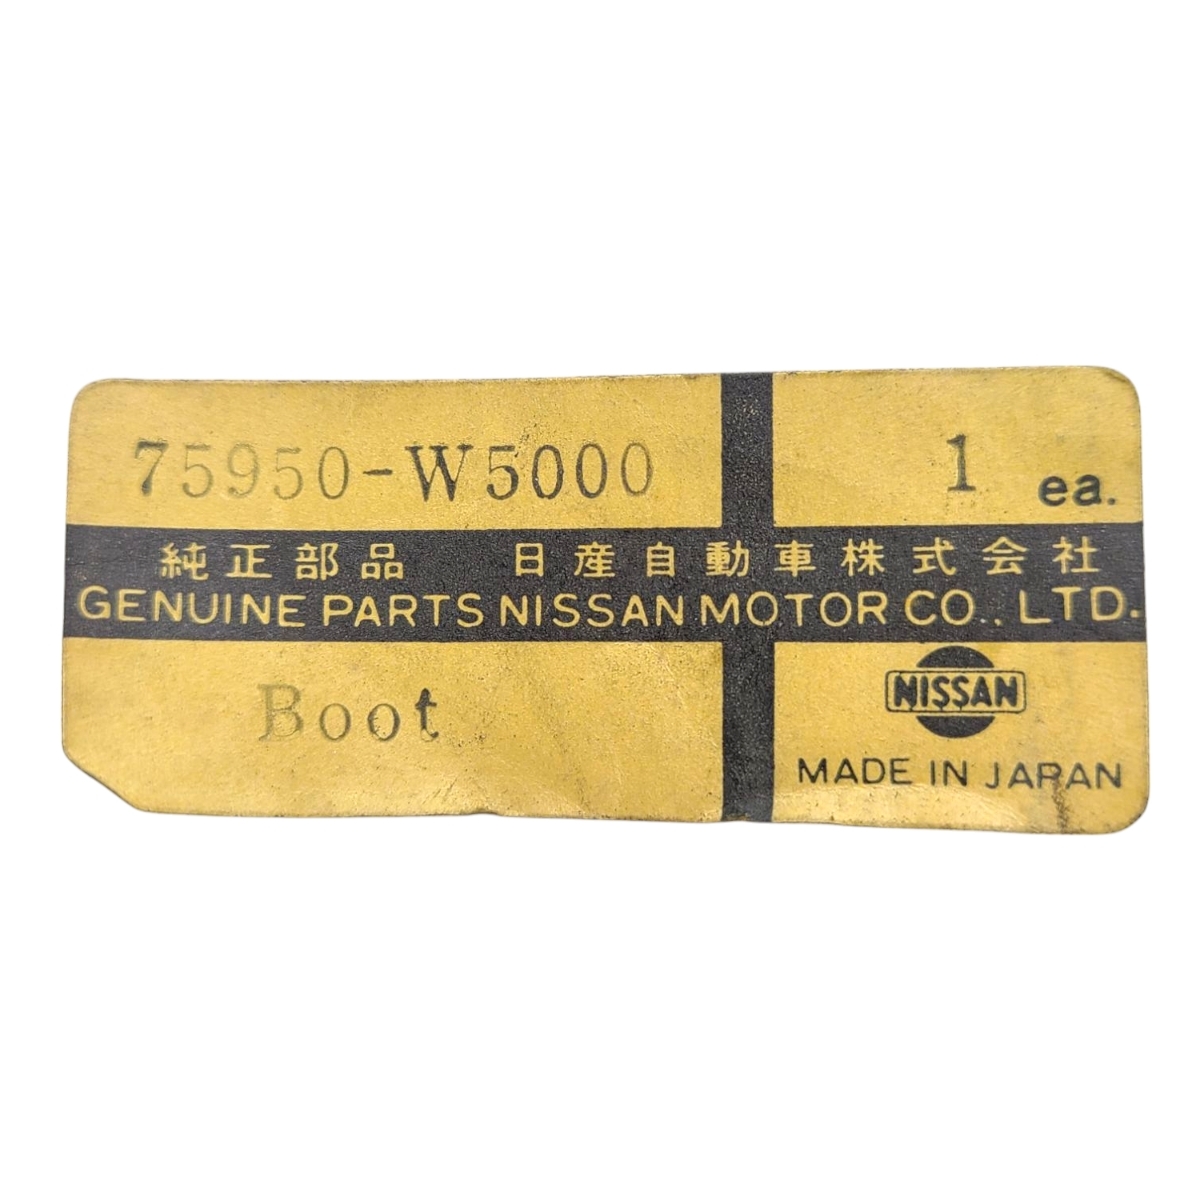 75950-W5000 1 ea.
純正部品 日産自動車株式会社
GENUINE PARTS NISSAN MOTOR CO., LTD.
Boot
NISSAN
MADE IN JAPAN